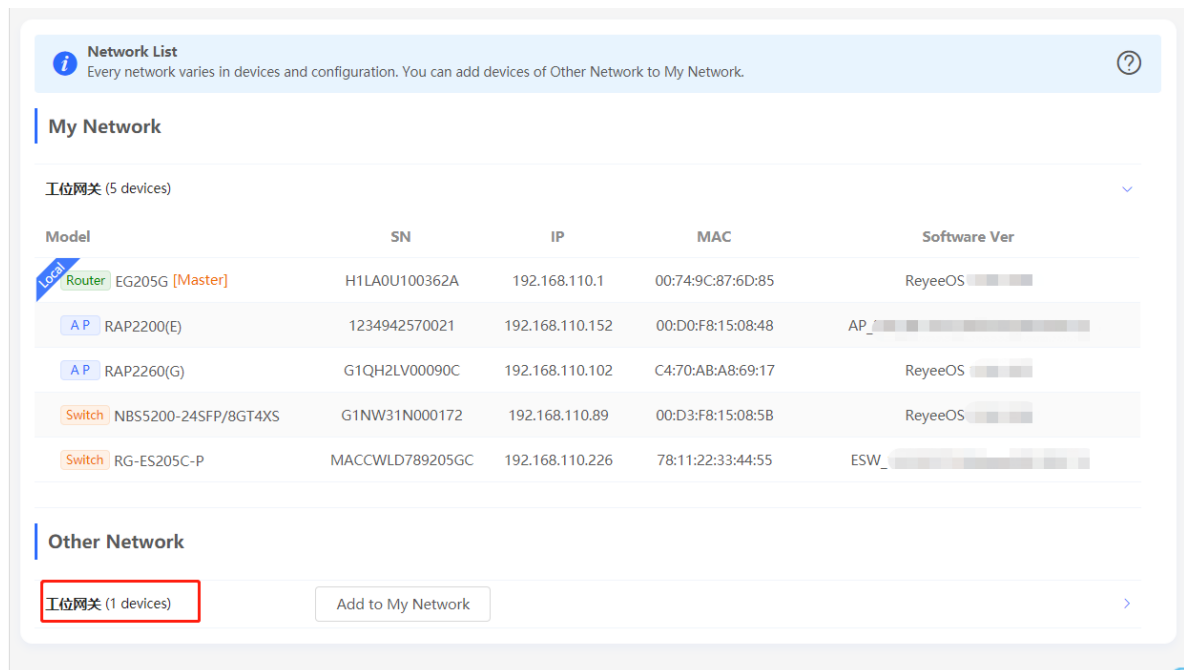 Network List
Every network varies in devices and configuration. You can add devices of Other Network to My Network.
My Network
工位网关 (5 devices)
Model SN IP MAC Software Ver
Local Router EG205G [Master] H1LA0U100362A 192.168.110.1 00:74:9C:87:6D:85 ReyeeOS
AP RAP2200(E) 1234942570021 192.168.110.152 00:D0:F8:15:08:48 AP_
AP RAP2260(G) G1QH2LV00090C 192.168.110.102 C4:70:AB:A8:69:17 ReyeeOS
Switch NBS5200-24SFP/8GT4XS G1NW31N000172 192.168.110.89 00:D3:F8:15:08:5B ReyeeOS
Switch RG-ES205C-P MACCWLD789205GC 192.168.110.226 78:11:22:33:44:55 ESW_
Other Network
工位网关 (1 devices) Add to My Network